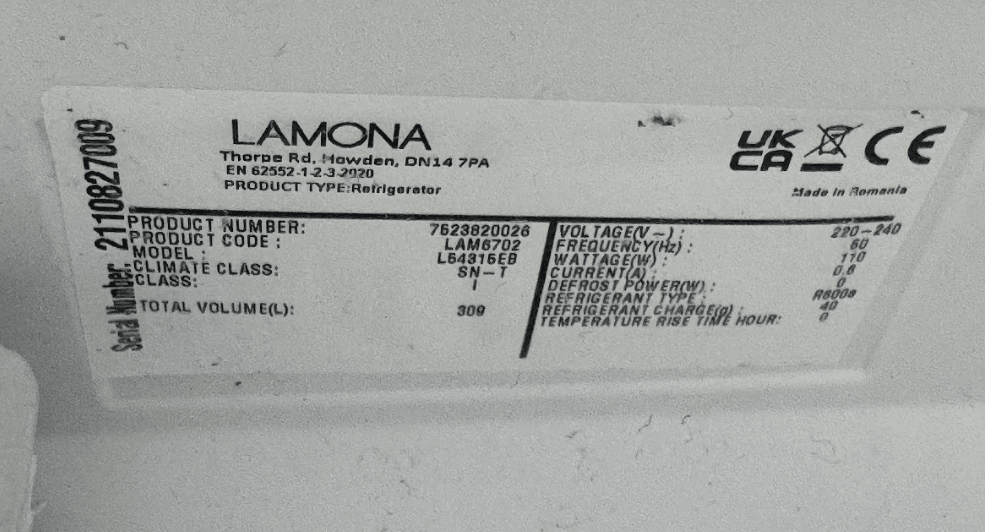 LAMONA
Thorpe Rd, Howden, DN14 7PA
EN 62552-1-2-3-2020
PRODUCT TYPE:Refrigerator
UK
CA
CE
Made in Romania
Serial Number: 2110827009
PRODUCT NUMBER: 7523820026
PRODUCT CODE : LAM6702
MODEL : L54315EB
CLIMATE CLASS: SN-T
CLASS: I
TOTAL VOLUME(L): 309
VOLTAGE(V~) : 220-240
FREQUENCY(Hz) :
WATTAGE(W) : 110
CURRENT(A) :
DEFROST POWER(W) : 0
REFRIGERANT TYPE : R600a
REFRIGERANT CHARGE(g) : 40
TEMPERATURE RISE TIME HOUR: 0